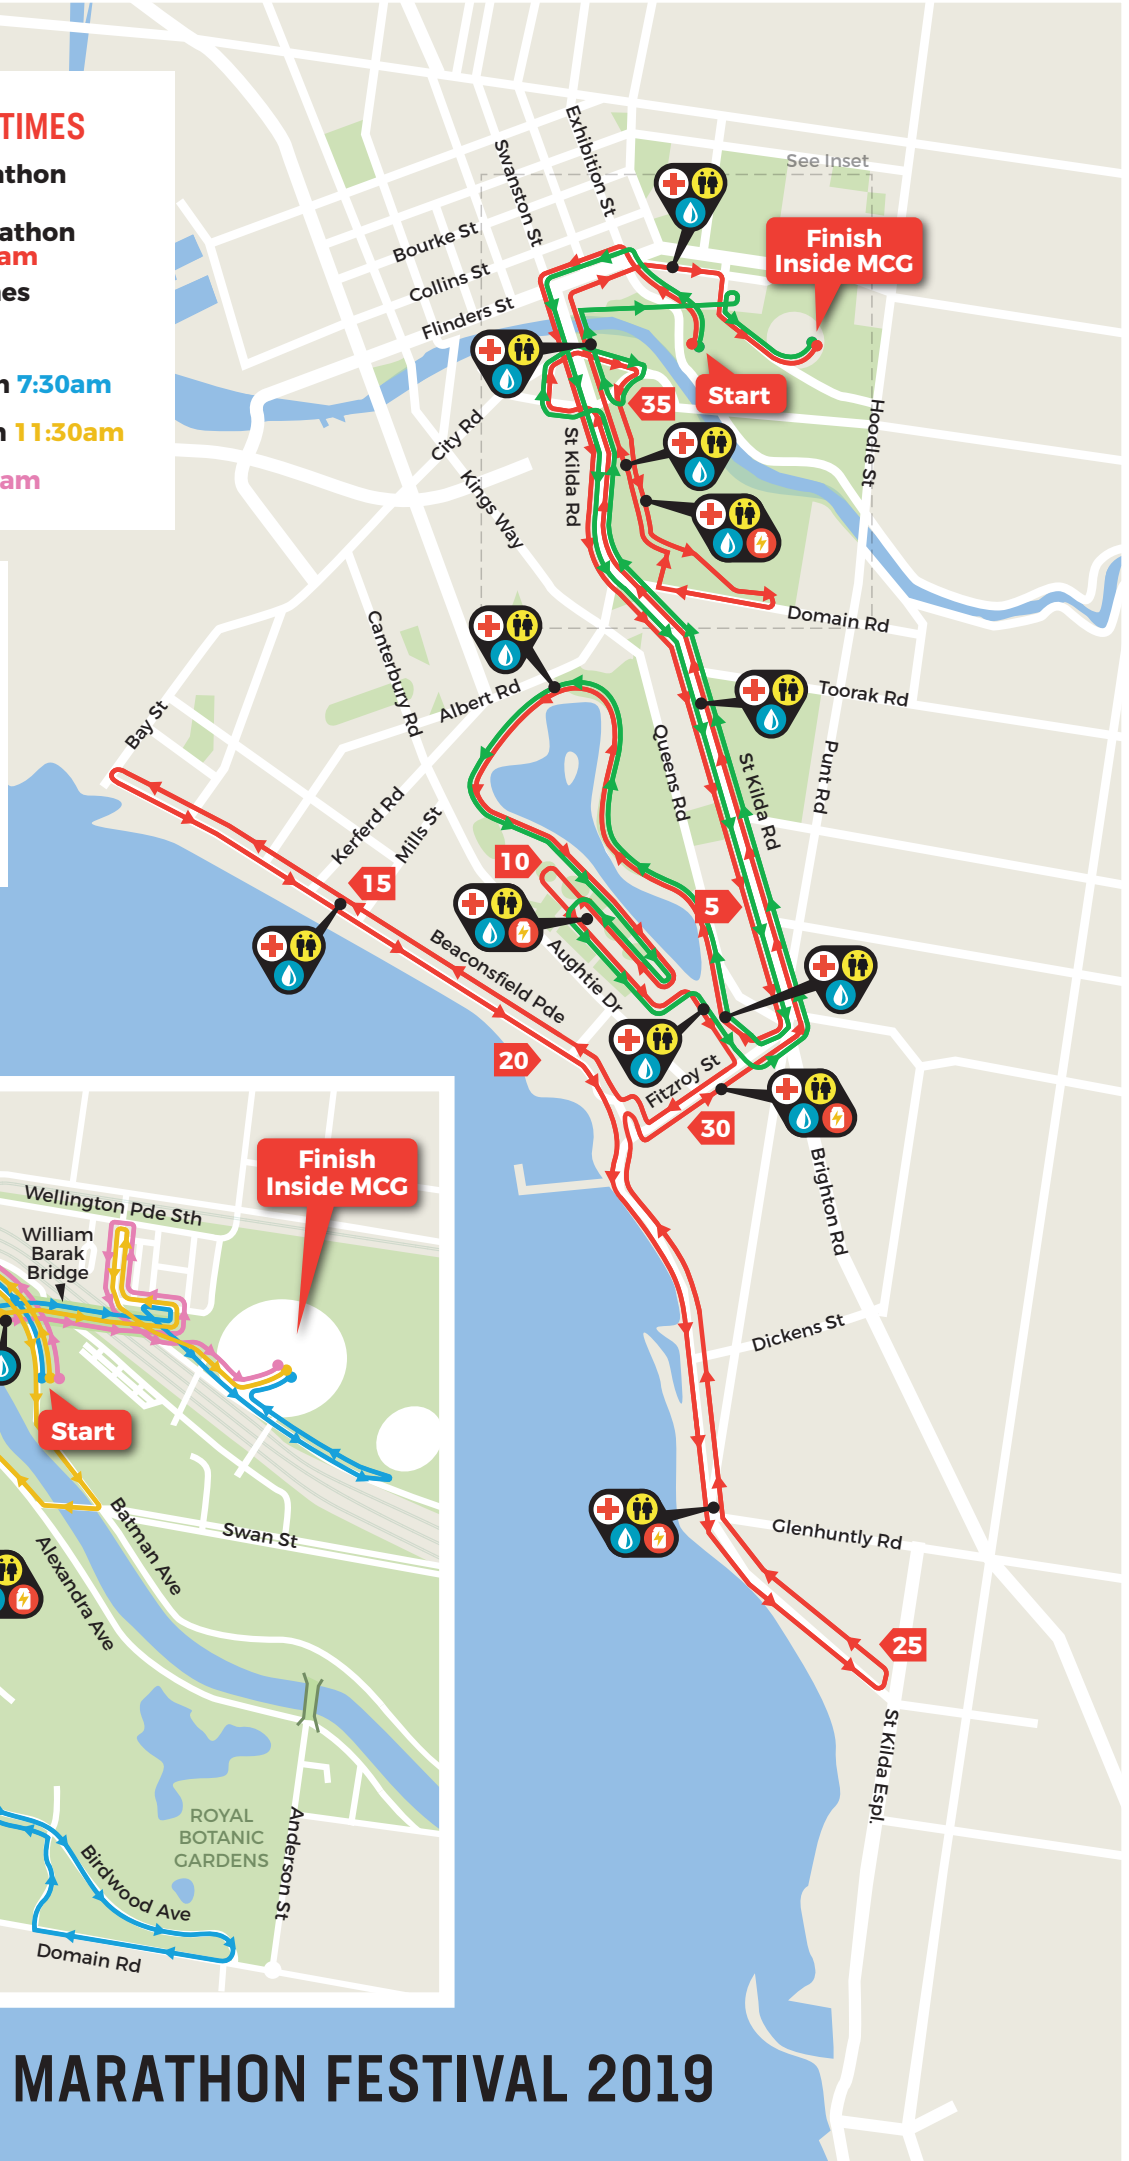 TIMES
athon
athon
am
nes
n 7:30am
n 11:30am
am
See Inset
Exhibition St
Swanston St
Bourke St
Collins St
Flinders St
Finish
Inside MCG
Start
35
Hoddle St
City Rd
St Kilda Rd
Kings Way
Domain Rd
Canterbury Rd
Albert Rd
Toorak Rd
Bay St
Queens Rd
St Kilda Rd
Punt Rd
Kerferd Rd
Mills St
10
15
5
Beaconsfield Pde
Aughtie Dr
20
Fitzroy St
30
Brighton Rd
Dickens St
Glenhuntly Rd
25
St Kilda Espl.
Finish
Inside MCG
Wellington Pde Sth
William
Barak
Bridge
Start
Batman Ave
Swan St
Alexandra Ave
ROYAL
BOTANIC
GARDENS
Anderson St
Birdwood Ave
Domain Rd
MARATHON FESTIVAL 2019